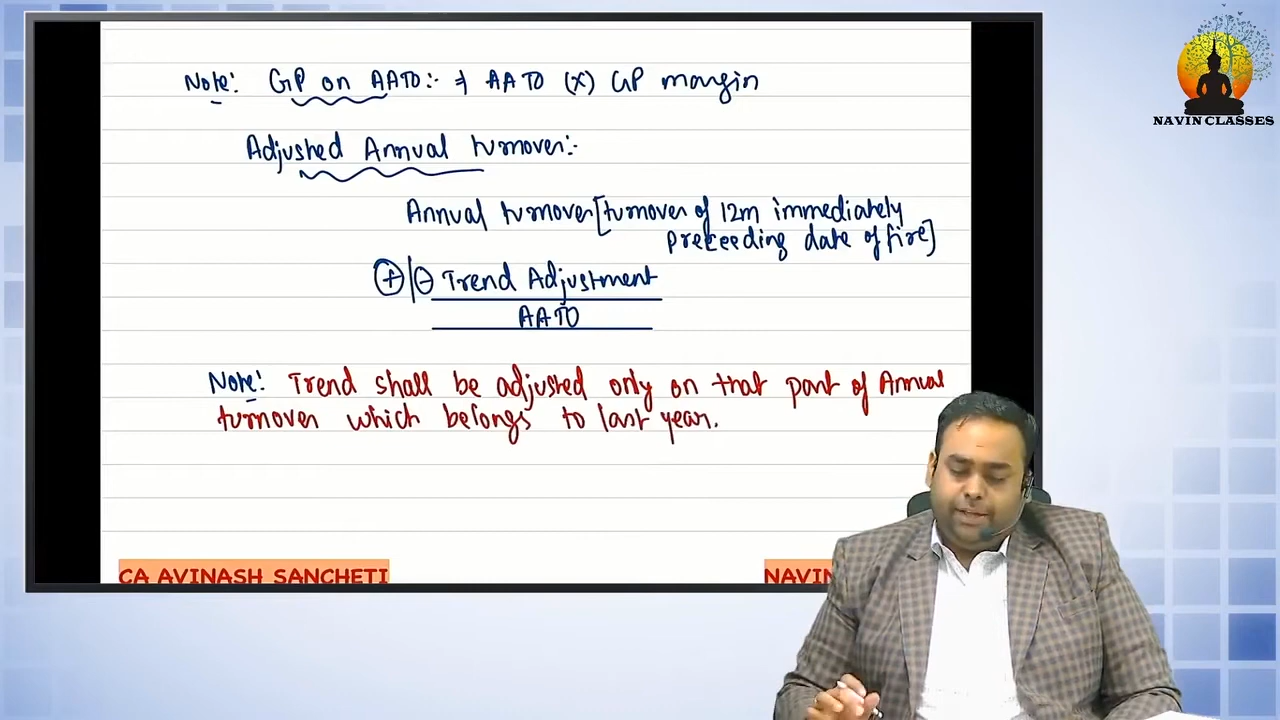 Note: GP on AATO:- ⇒ AATO (x) GP margin
NAVIN CLASSES
Adjusted Annual turnover:-
Annual turnover [turnover of 12m immediately
preceeding date of fire]
(+)/(-) Trend Adjustment
AATO
Note: Trend shall be adjusted only on that part of Annual
turnover which belongs to last year.
CA AVINASH SANCHETI
NAVIN